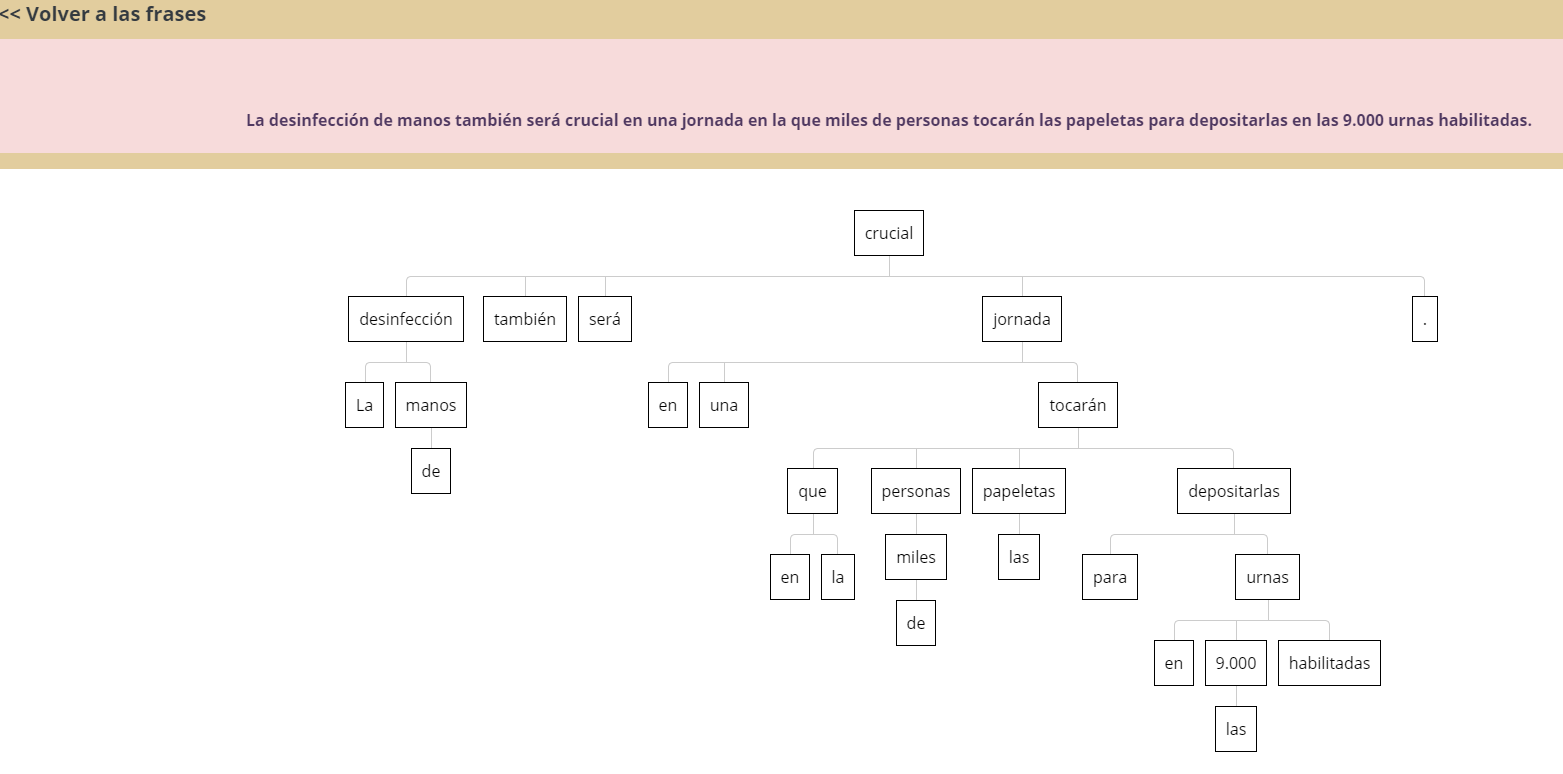 << Volver a las frases
La desinfección de manos también será crucial en una jornada en la que miles de personas tocarán las papeletas para depositarlas en las 9.000 urnas habilitadas.
crucial
desinfección también será jornada .
La manos en una tocarán
de que personas papeletas depositarlas
en la miles las para urnas
de
en 9.000 habilitadas
las